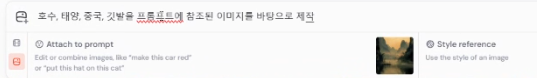 호수, 태양, 중국, 깃발을 프롬프트에 참조된 이미지를 바탕으로 제작
Attach to prompt
Edit or combine images, like "make this car red"
or "put this hat on this cat"
Style reference
Use the style of an image